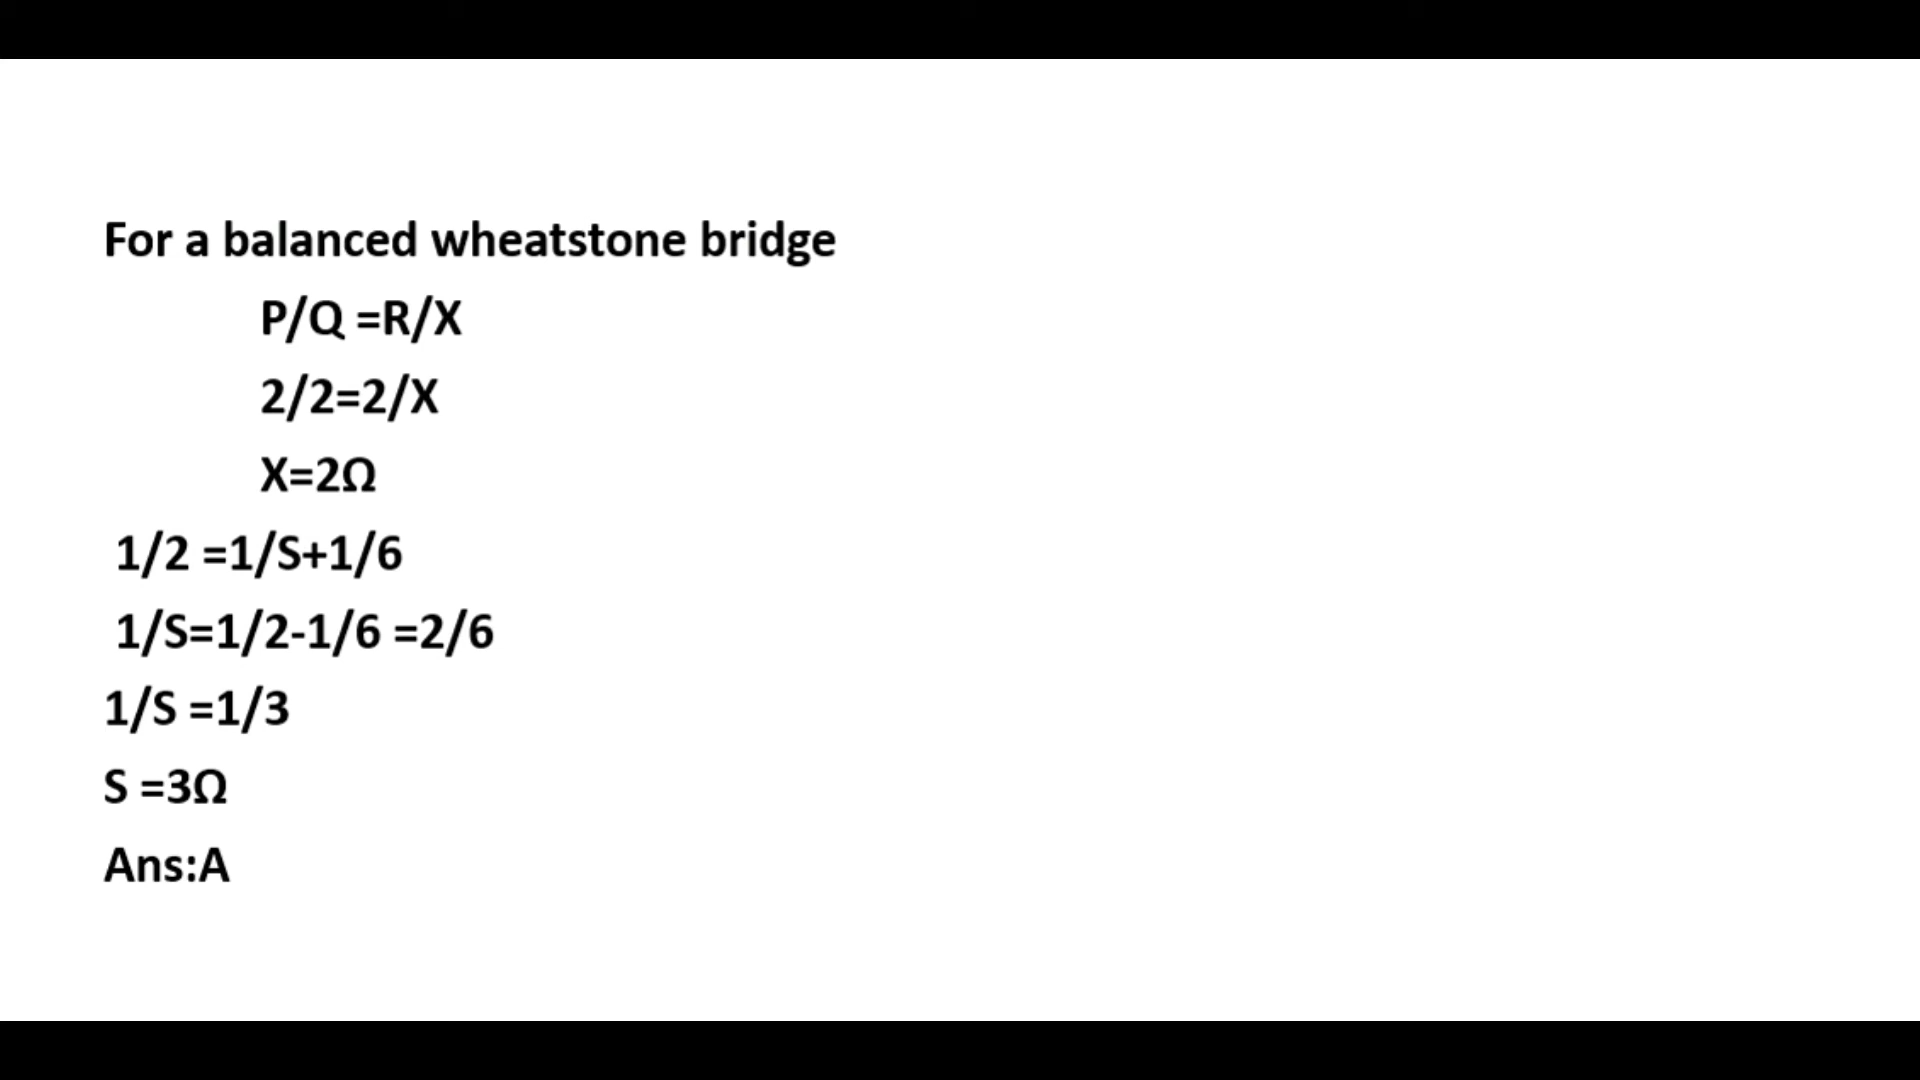 For a balanced wheatstone bridge
P/Q =R/X
2/2=2/X
X=2Ω
1/2 =1/S+1/6
1/S=1/2-1/6 =2/6
1/S =1/3
S =3Ω
Ans:A